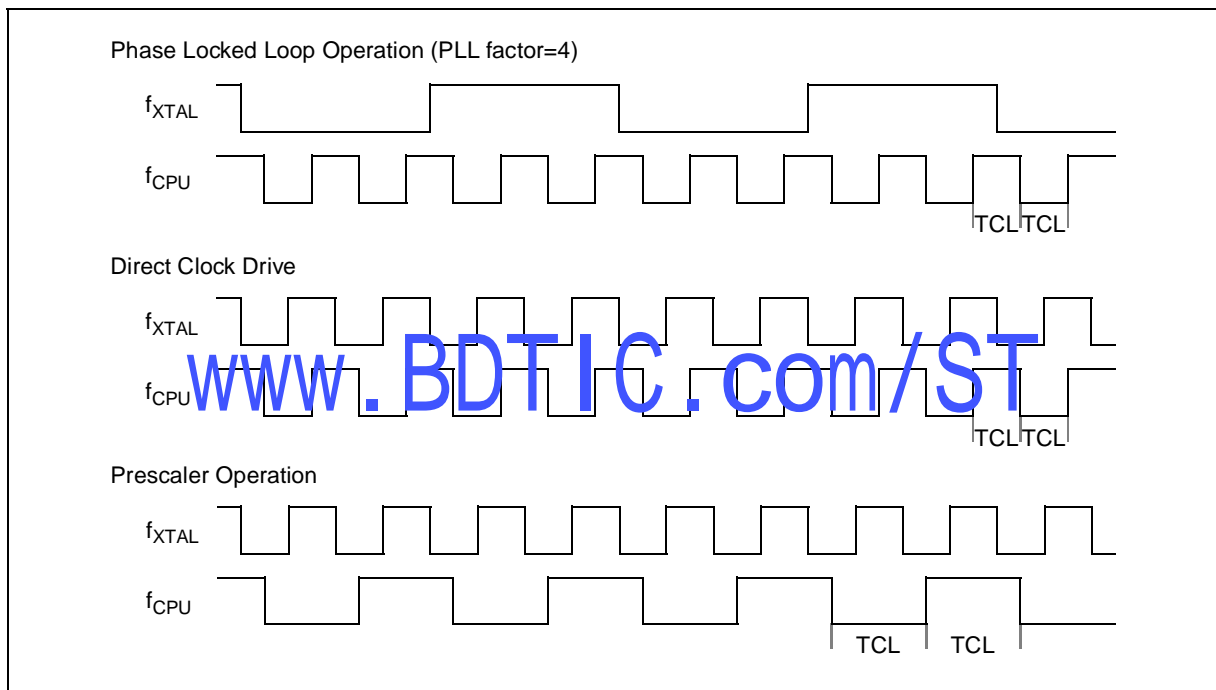 Phase Locked Loop Operation (PLL factor=4)
fXTAL
fCPU
TCL TCL
Direct Clock Drive
fXTAL
www.BDTIC.com/ST
fCPU
TCL TCL
Prescaler Operation
fXTAL
fCPU
TCL TCL